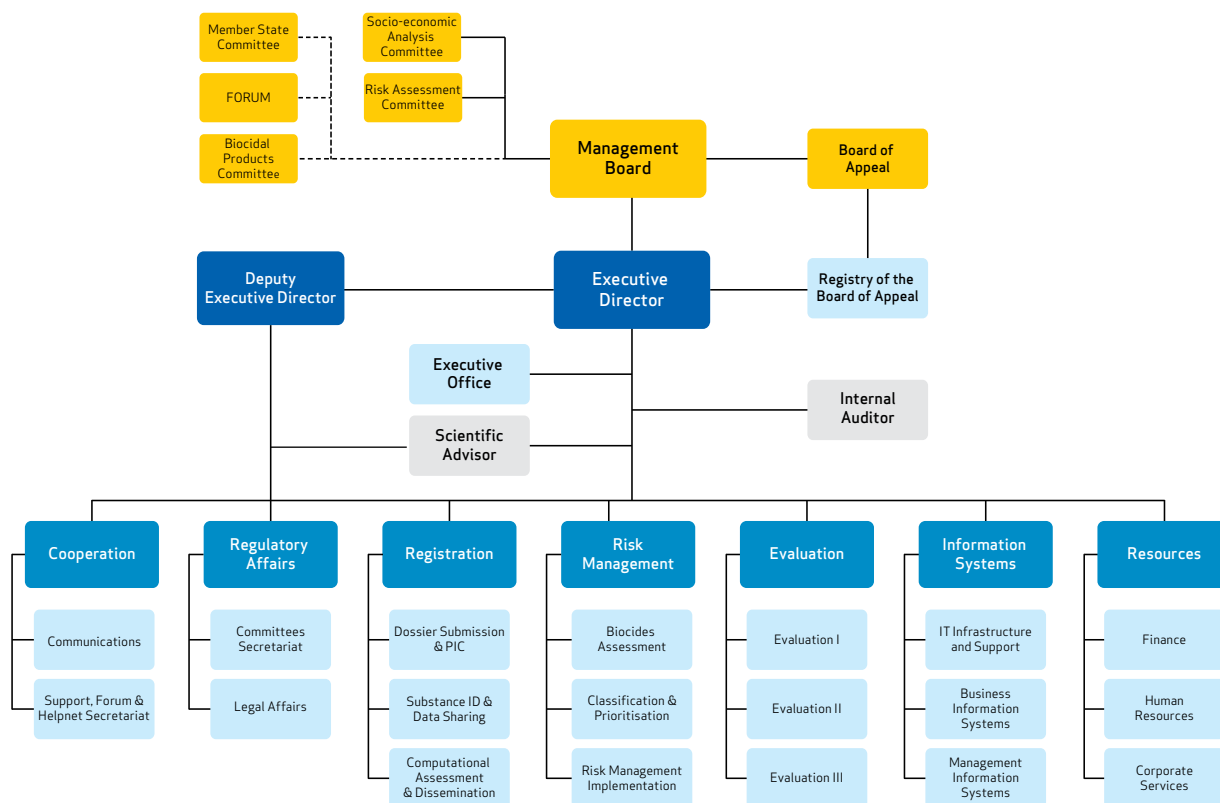 Member State
Committee
Socio-economic
Analysis
Committee
FORUM
Risk Assessment
Committee
Biocidal
Products
Committee
Management
Board
Board of
Appeal
Deputy
Executive Director
Executive
Director
Registry of the
Board of Appeal
Executive
Office
Internal
Auditor
Scientific
Advisor
Cooperation
Regulatory
Affairs
Registration
Risk
Management
Evaluation
Information
Systems
Resources
Communications
Committees
Secretariat
Dossier Submission
& PIC
Biocides
Assessment
Evaluation I
IT Infrastructure
and Support
Finance
Support, Forum &
Helpnet Secretariat
Legal Affairs
Substance ID &
Data Sharing
Classification &
Prioritisation
Evaluation II
Business
Information
Systems
Human
Resources
Computational
Assessment
& Dissemination
Risk Management
Implementation
Evaluation III
Management
Information
Systems
Corporate
Services